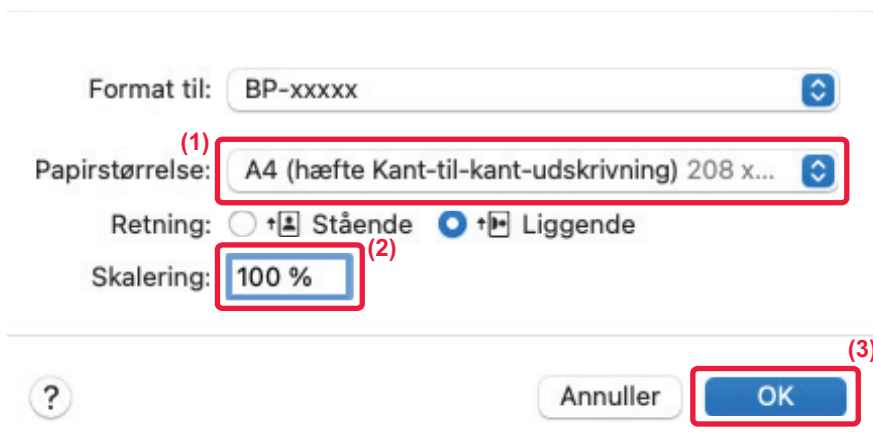 Format til: BP-xxxxx
(1)
Papirstørrelse: A4 (hæfte Kant-til-kant-udskrivning) 208 x...
Retning: Stående Liggende
(2)
Skalering: 100 %
(3)
? Annuller OK